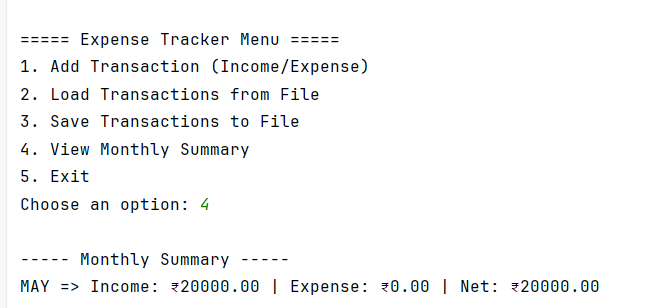 ===== Expense Tracker Menu =====
1. Add Transaction (Income/Expense)
2. Load Transactions from File
3. Save Transactions to File
4. View Monthly Summary
5. Exit
Choose an option: 4
----- Monthly Summary -----
MAY => Income: ₹20000.00 | Expense: ₹0.00 | Net: ₹20000.00